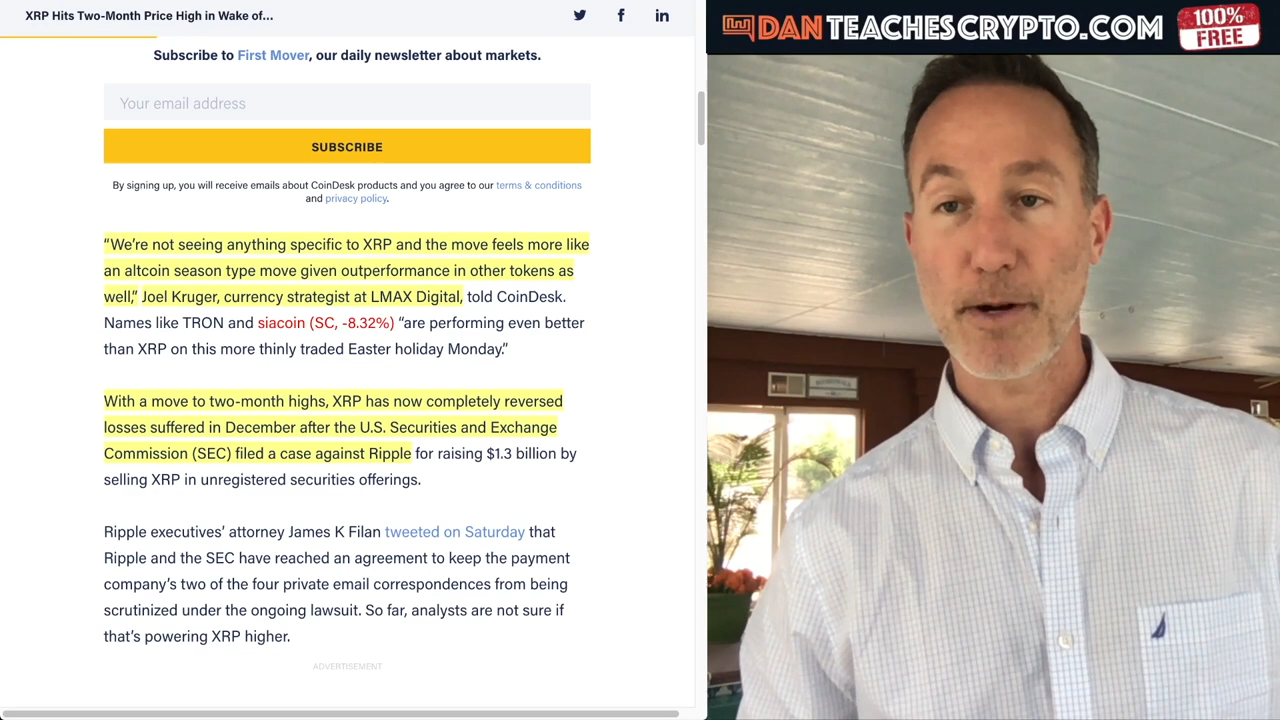 XRP Hits Two-Month Price High in Wake of...
Subscribe to First Mover, our daily newsletter about markets.
Your email address
SUBSCRIBE
By signing up, you will receive emails about CoinDesk products and you agree to our terms & conditions
and privacy policy.
“We’re not seeing anything specific to XRP and the move feels more like
an altcoin season type move given outperformance in other tokens as
well,” Joel Kruger, currency strategist at LMAX Digital, told CoinDesk.
Names like TRON and siacoin (SC, -8.32%) “are performing even better
than XRP on this more thinly traded Easter holiday Monday.”
With a move to two-month highs, XRP has now completely reversed
losses suffered in December after the U.S. Securities and Exchange
Commission (SEC) filed a case against Ripple for raising $1.3 billion by
selling XRP in unregistered securities offerings.
Ripple executives’ attorney James K Filan tweeted on Saturday that
Ripple and the SEC have reached an agreement to keep the payment
company’s two of the four private email correspondences from being
scrutinized under the ongoing lawsuit. So far, analysts are not sure if
that’s powering XRP higher.
ADVERTISEMENT
DANTEACHESCRYPTO.COM
100%
FREE